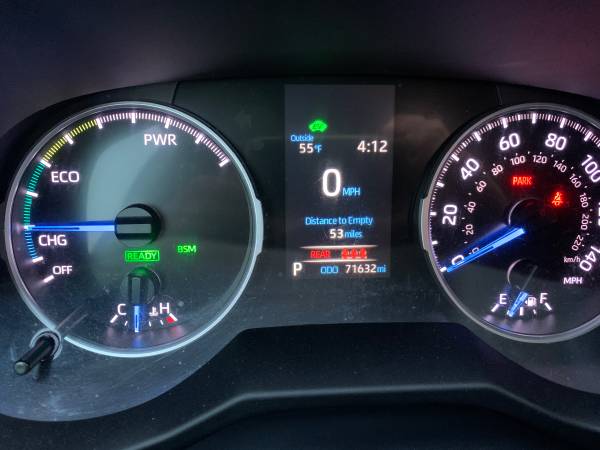 PWR
ECO
CHG
OFF
READY
BSM
C H
Outside
55°F 4:12
0 MPH
Distance to Empty
53 miles
REAR
P ODO 71632 mi
0 20 40 60 80 100 140
20 40 60 80 100 120 140 160 180 200 220
km/h
MPH
PARK
E F